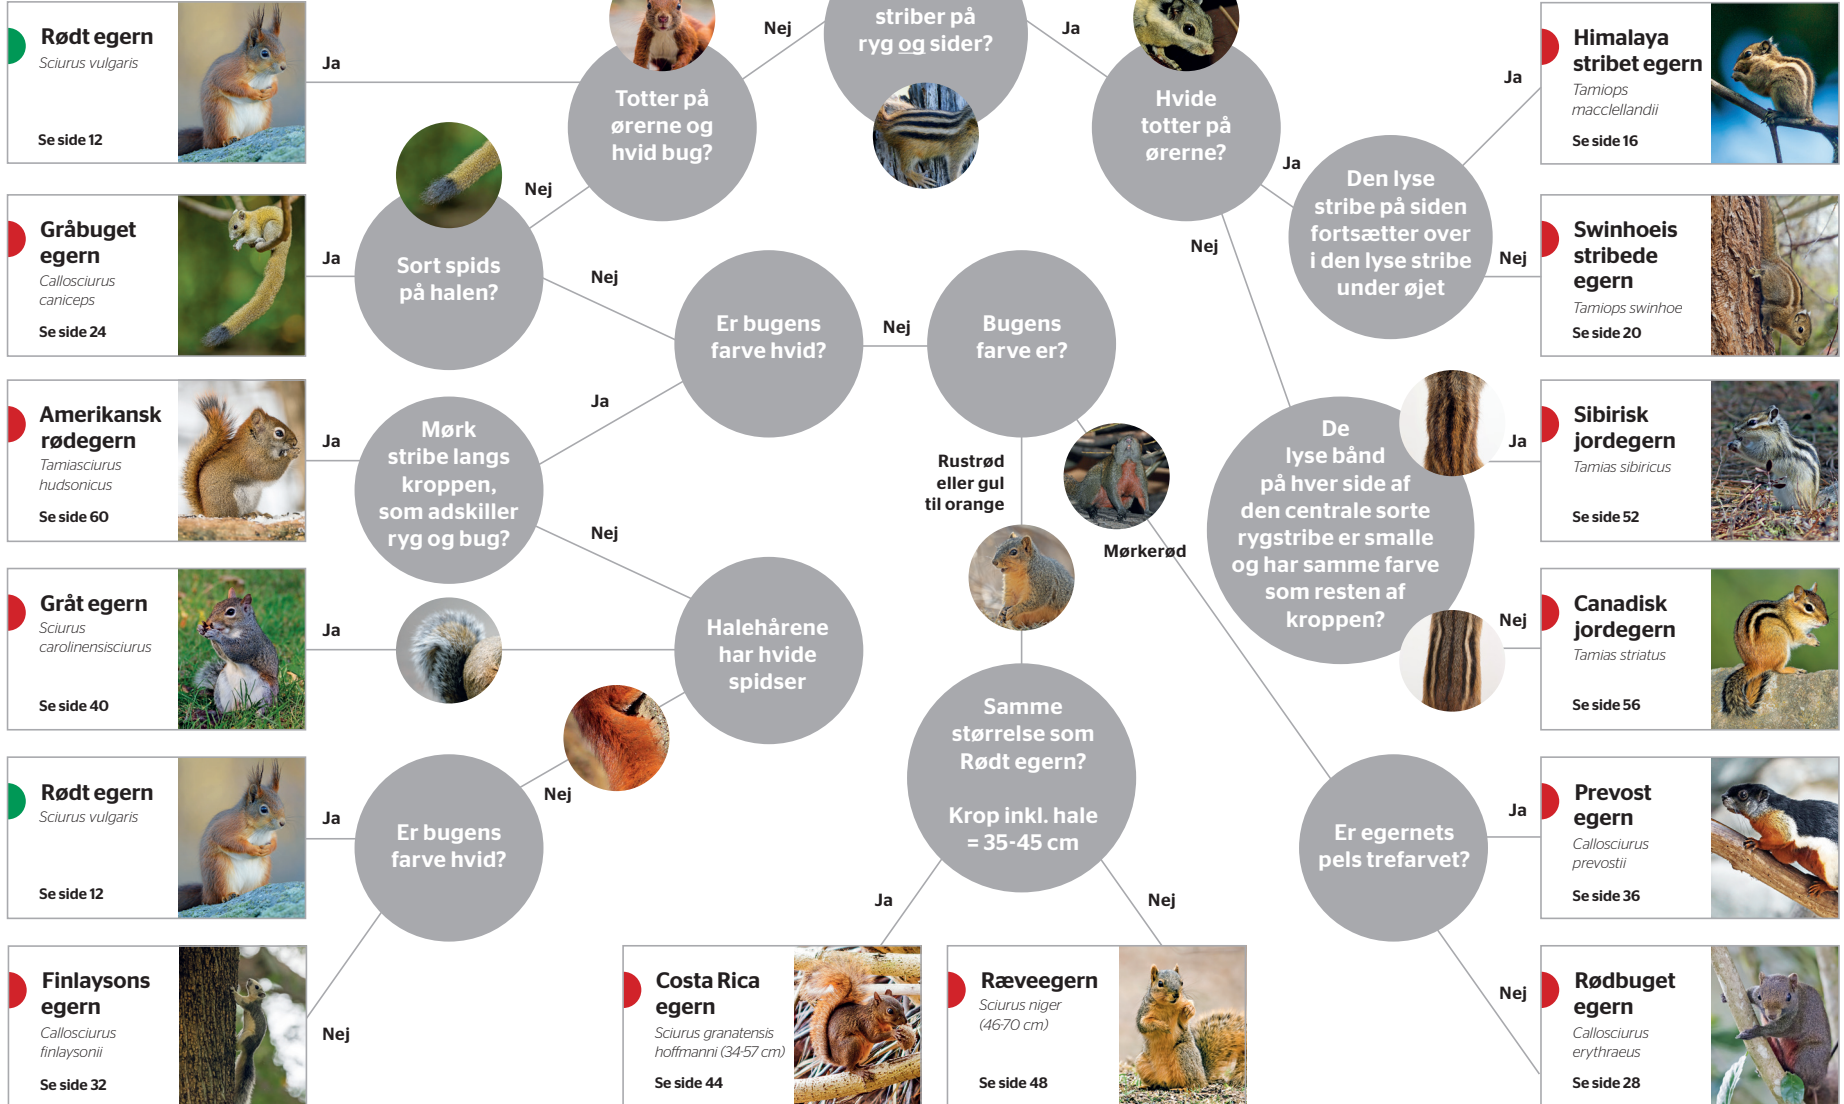 striber på
ryg og sider?
Nej
Ja
Rødt egern
Sciurus vulgaris
Se side 12
Ja
Totter på
ørerne og
hvid bug?
Nej
Hvide
totter på
ørerne?
Ja
Nej
Den lyse
stribe på siden
fortsætter over
i den lyse stribe
under øjet
Ja
Nej
Himalaya
stribet egern
Tamiops
macclellandii
Se side 16
Gråbuget
egern
Callosciurus
caniceps
Se side 24
Ja
Sort spids
på halen?
Nej
Er bugens
farve hvid?
Nej
Bugens
farve er?
Swinhoeis
stribede
egern
Tamiops swinhoe
Se side 20
Amerikansk
rødegern
Tamiasciurus
hudsonicus
Se side 60
Ja
Mørk
stribe langs
kroppen,
som adskiller
ryg og bug?
Ja
Nej
Rustrød
eller gul
til orange
Mørkerød
De
lyse bånd
på hver side af
den centrale sorte
rygstribe er smalle
og har samme farve
som resten af
kroppen?
Ja
Nej
Sibirisk
jordegern
Tamias sibiricus
Se side 52
Gråt egern
Sciurus
carolinensisciurus
Se side 40
Ja
Halehårene
har hvide
spidser
Nej
Samme
størrelse som
Rødt egern?
Krop inkl. hale
= 35-45 cm
Ja
Nej
Canadisk
jordegern
Tamias striatus
Se side 56
Rødt egern
Sciurus vulgaris
Se side 12
Ja
Er bugens
farve hvid?
Nej
Er egernets
pels trefarvet?
Ja
Nej
Prevost
egern
Callosciurus
prevostii
Se side 36
Finlaysons
egern
Callosciurus
finlaysonii
Se side 32
Costa Rica
egern
Sciurus granatensis
hoffmanni (34-57 cm)
Se side 44
Ræveegern
Sciurus niger
(46-70 cm)
Se side 48
Rødbuget
egern
Callosciurus
erythraeus
Se side 28